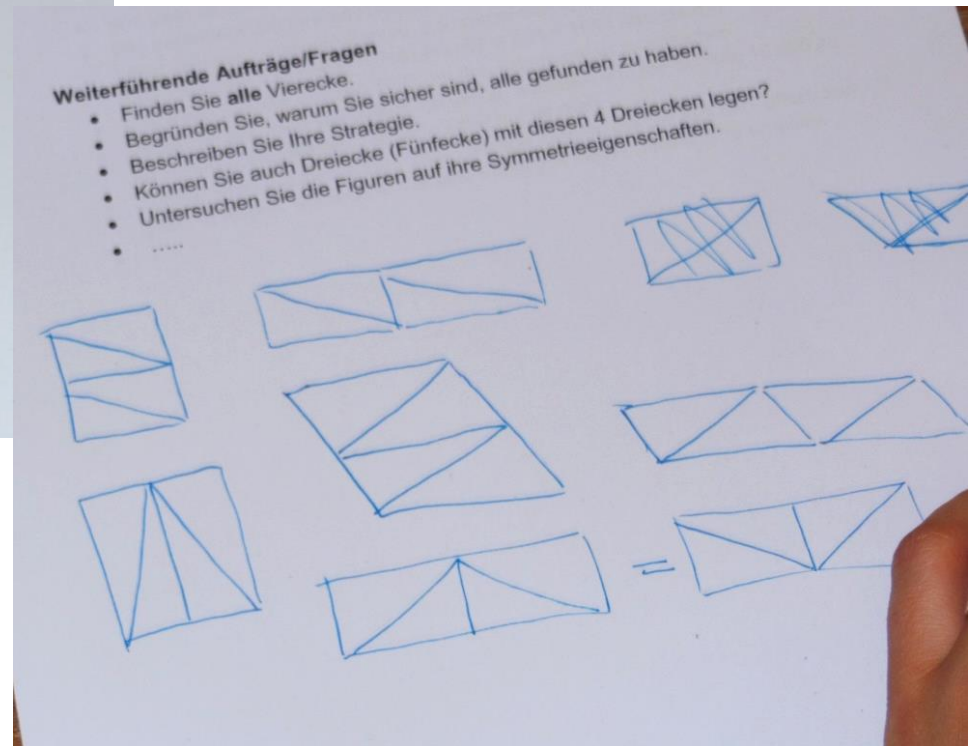 Weiterführende Aufträge/Fragen
• Finden Sie alle Vierecke.
• Begründen Sie, warum Sie sicher sind, alle gefunden zu haben.
• Beschreiben Sie Ihre Strategie.
• Können Sie auch Dreiecke (Fünfecke) mit diesen 4 Dreiecken legen?
• Untersuchen Sie die Figuren auf ihre Symmetrieeigenschaften.
• .....
=